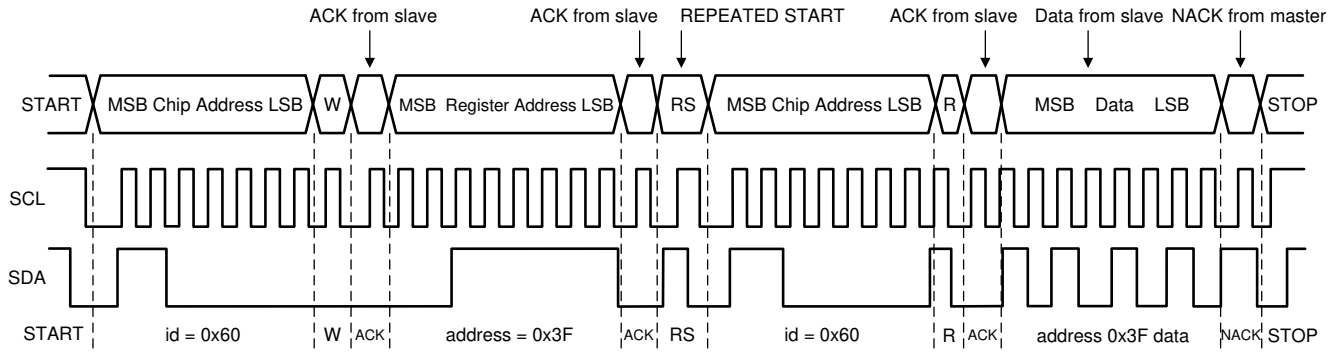 ACK from slave ACK from slave REPEATED START ACK from slave Data from slave NACK from master
START MSB Chip Address LSB W MSB Register Address LSB RS MSB Chip Address LSB R MSB Data LSB STOP
SCL
SDA
START id = 0x60 W ACK address = 0x3F ACK RS id = 0x60 R ACK address 0x3F data NACK STOP